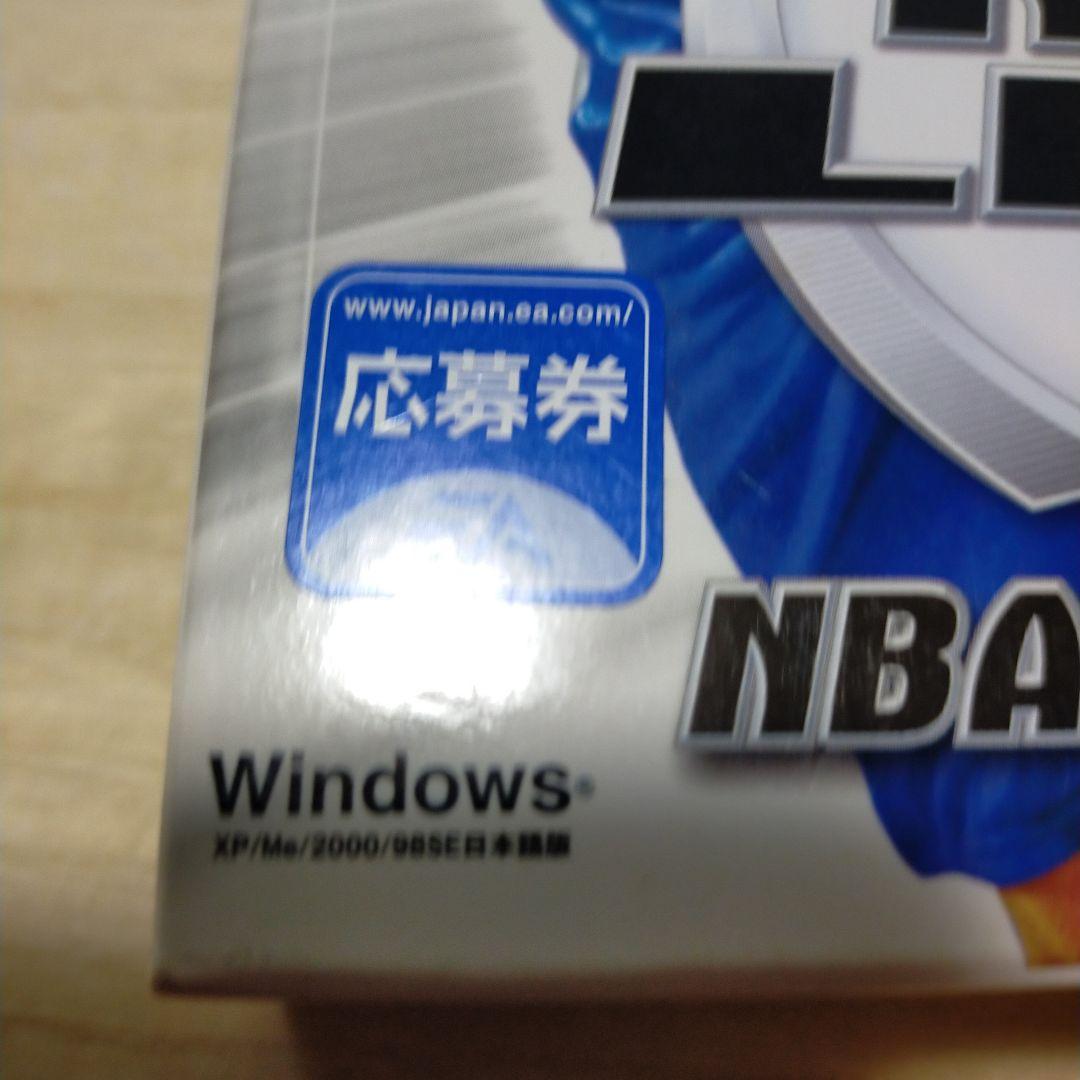 www.japan.ea.com/
応募券
NBA
Windows®
XP/Me/2000/98SE日本語版